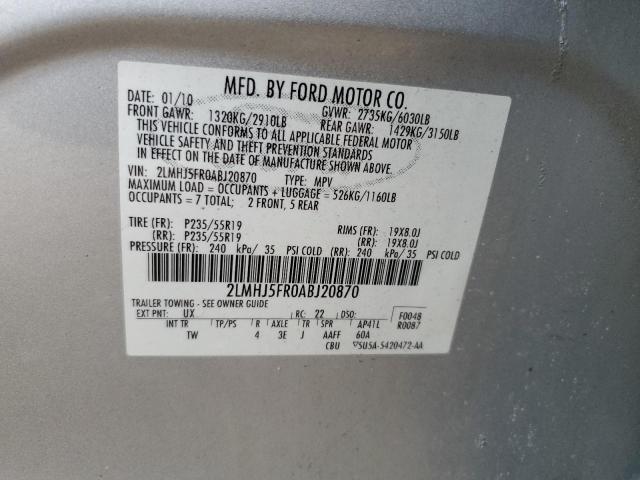 MFD. BY FORD MOTOR CO.
DATE: 01/10 GVWR: 2735KG/6030LB
FRONT GAWR: 1320KG/2910LB REAR GAWR: 1429KG/3150LB
THIS VEHICLE CONFORMS TO ALL APPLICABLE FEDERAL MOTOR
VEHICLE SAFETY AND THEFT PREVENTION STANDARDS
IN EFFECT ON THE DATE OF MANUFACTURE SHOWN ABOVE.
VIN: 2LMHJ5FR0ABJ20870 TYPE: MPV
MAXIMUM LOAD = OCCUPANTS + LUGGAGE = 526KG/1160LB
OCCUPANTS = 7 TOTAL; 2 FRONT, 5 REAR
TIRE (FR): P235/55R19 RIMS (FR): 19X8.0J
(RR): P235/55R19 (RR): 19X8.0J
PRESSURE (FR): 240 kPa/ 35 PSI COLD (RR): 240 kPa/ 35 PSI COLD
2LMHJ5FR0ABJ20870
TRAILER TOWING - SEE OWNER GUIDE
EXT PNT: UX RC: 22 DSO: F0048
R0087
INT TR TP/PS R AXLE TR SPR AP41L
TW 4 3E J AAFF 60A
CBU 5U5A-5420472-AA